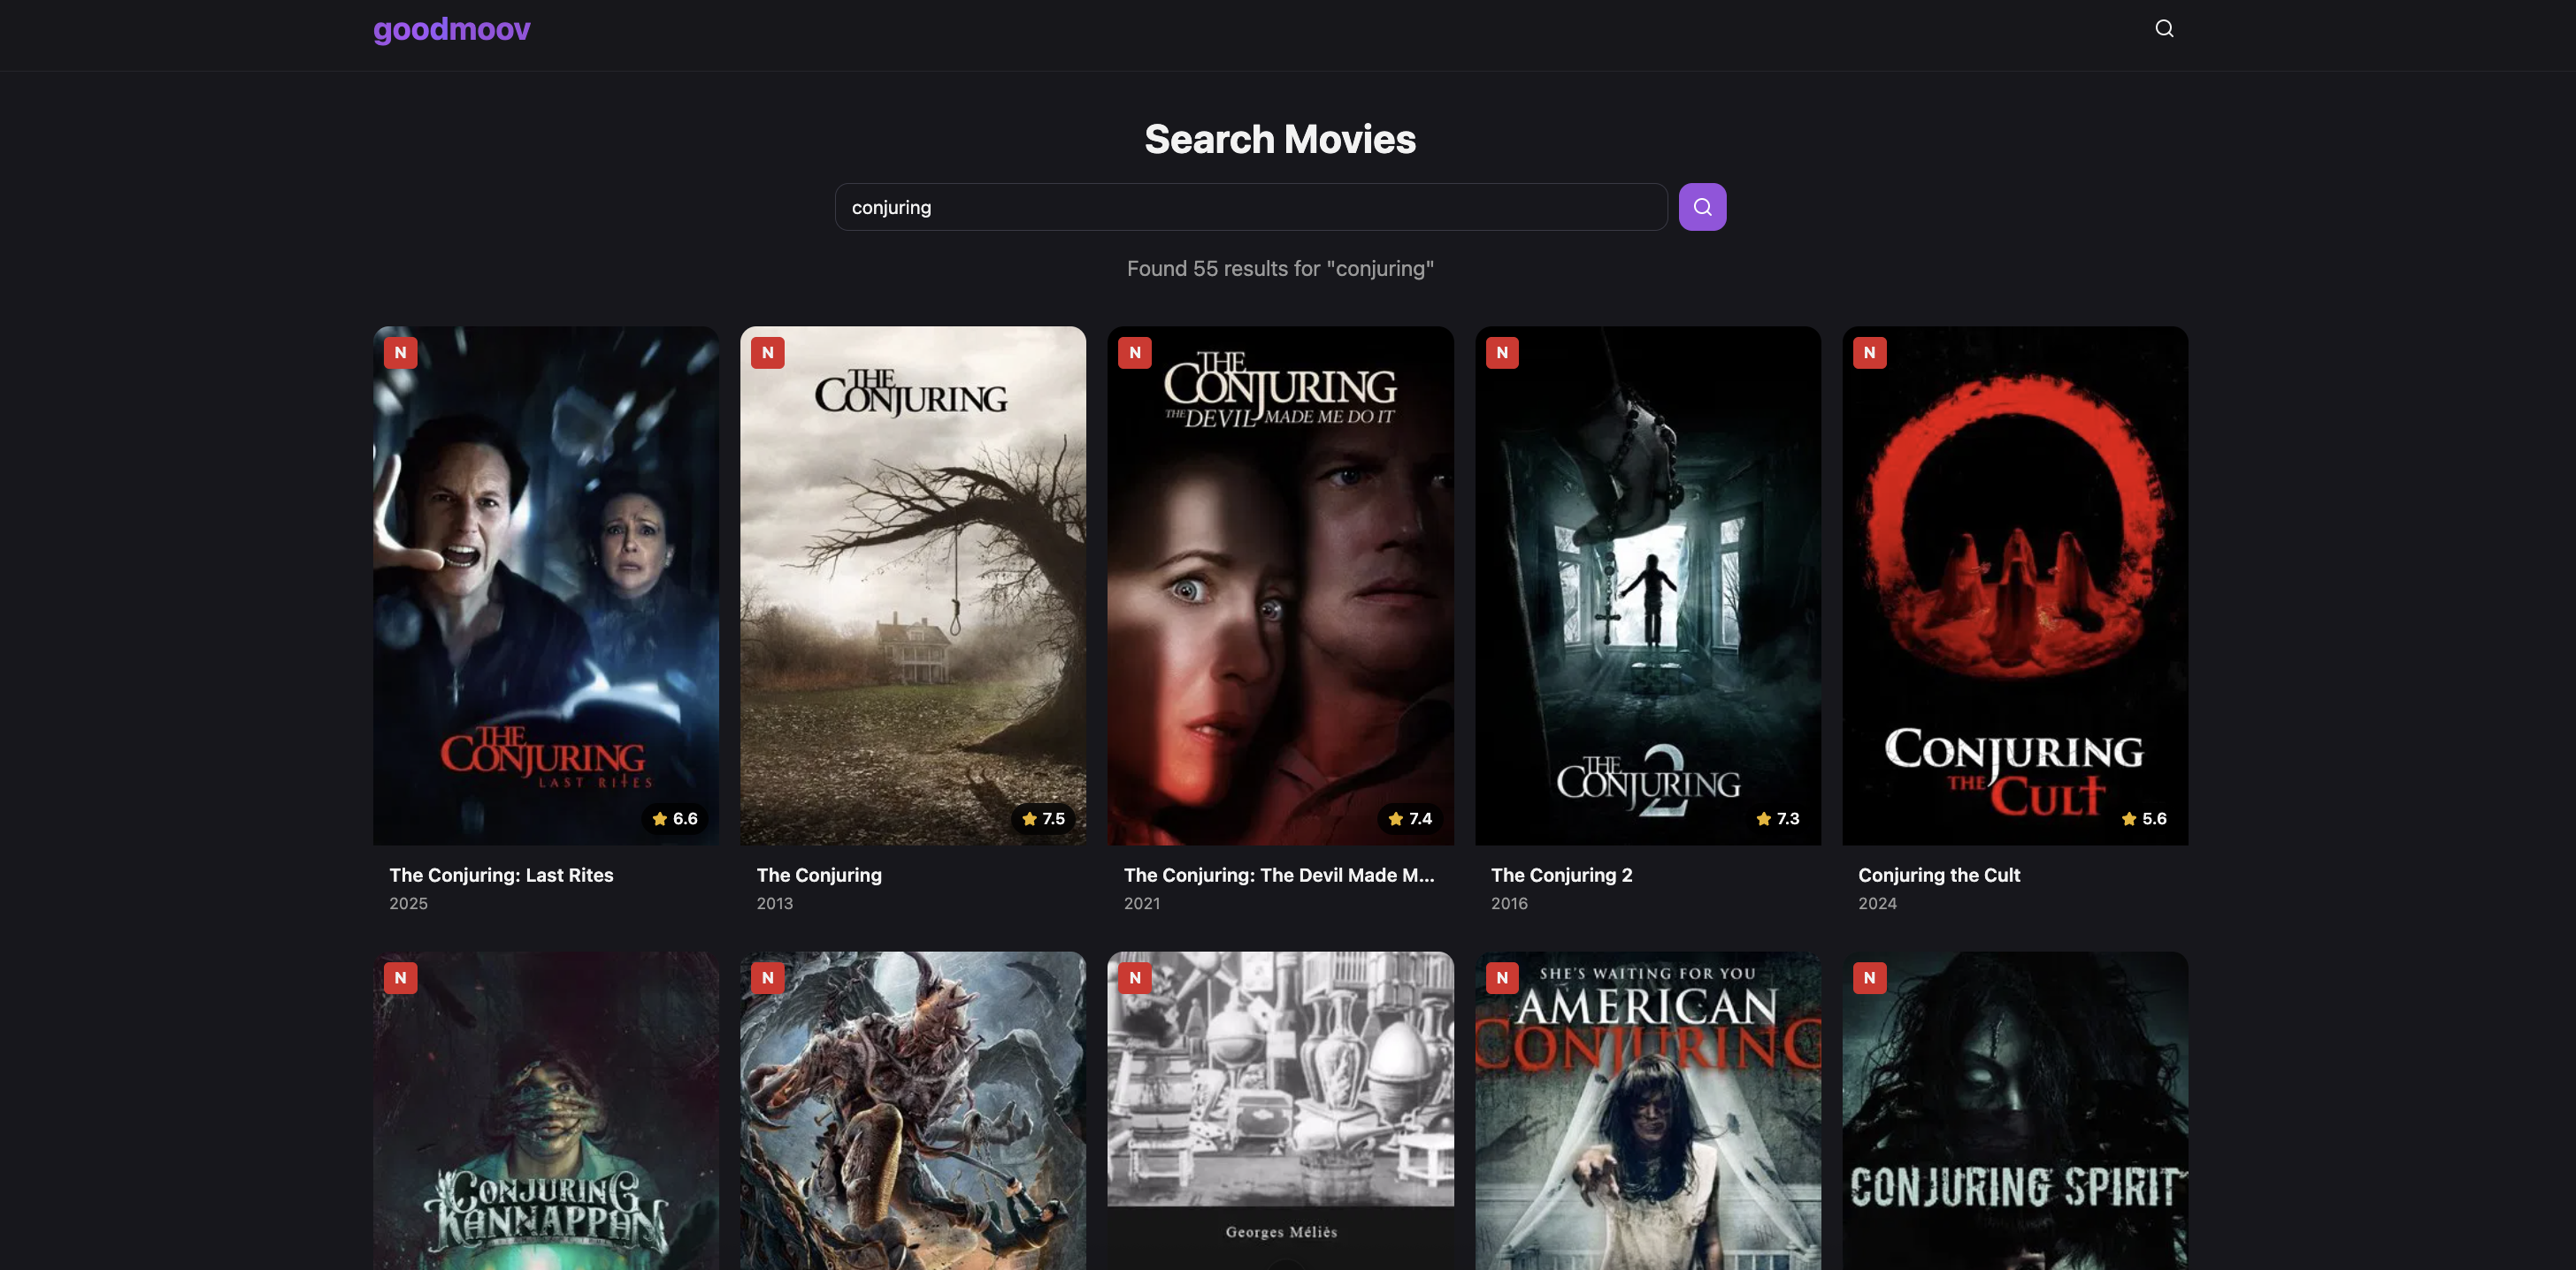 goodmoov
Search Movies
conjuring
Found 55 results for "conjuring"
N
THE
CONJURING
LAST RITES
6.6
The Conjuring: Last Rites
2025
N
THE
CONJURING
7.5
The Conjuring
2013
N
THE
CONJURING
THE DEVIL MADE ME DO IT
7.4
The Conjuring: The Devil Made M...
2021
N
THE
CONJURING
2
7.3
The Conjuring 2
2016
N
CONJURING
THE CULT
5.6
Conjuring the Cult
2024
N
CONJURING
KANNAPPAN
N
N
Georges Méliès
N
SHE'S WAITING FOR YOU
AMERICAN
CONJURING
N
CONJURING SPIRIT